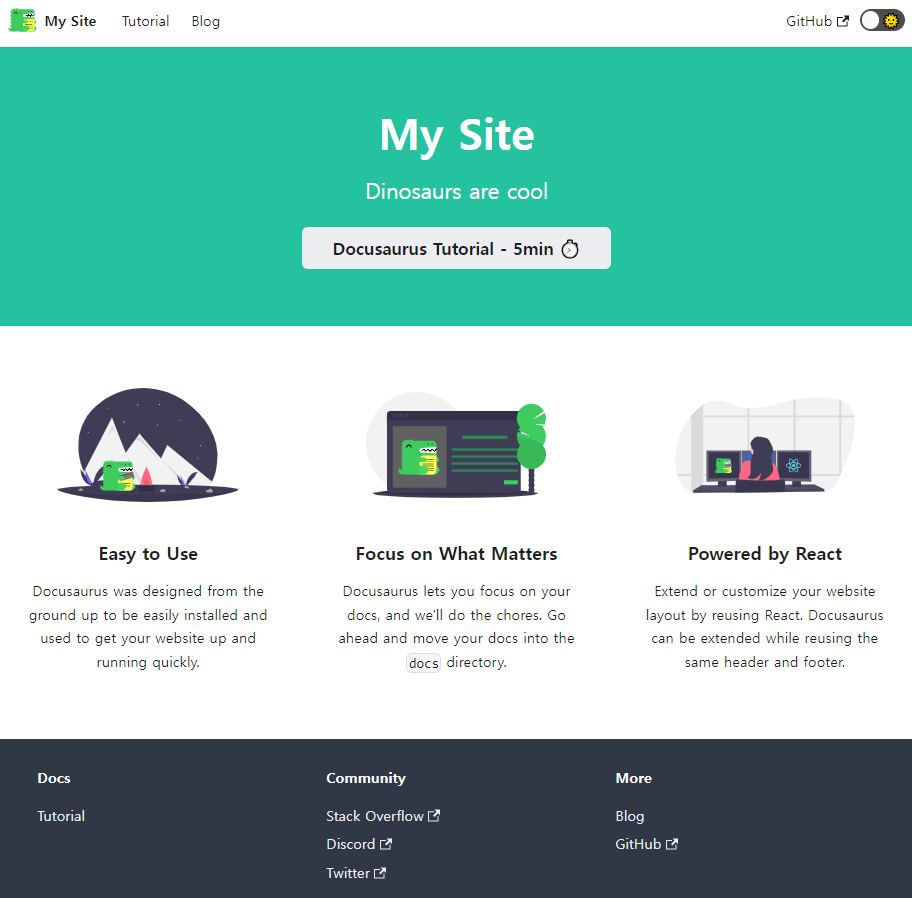 My Site Tutorial Blog GitHub
My Site
Dinosaurs are cool
Docusaurus Tutorial - 5min ⏱️
Easy to Use
Docusaurus was designed from the
ground up to be easily installed and
used to get your website up and
running quickly.
Focus on What Matters
Docusaurus lets you focus on your
docs, and we'll do the chores. Go
ahead and move your docs into the
docs directory.
Powered by React
Extend or customize your website
layout by reusing React. Docusaurus
can be extended while reusing the
same header and footer.
Docs
Tutorial
Community
Stack Overflow
Discord
Twitter
More
Blog
GitHub